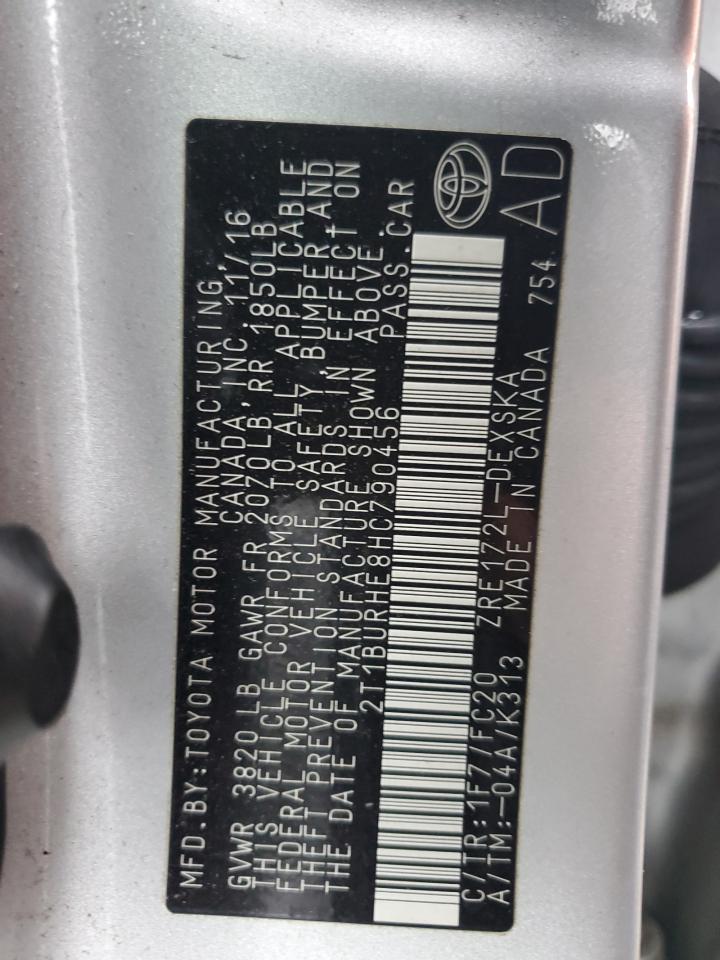 MFD.BY:TOYOTA MOTOR MANUFACTURING
CANADA,INC. 11/16
GVWR 3820 LB GAWR FR 2070LB,RR 1850LB
THIS VEHICLE CONFORMS TO ALL APPLICABLE
FEDERAL MOTOR VEHICLE SAFETY, BUMPER, AND
THEFT PREVENTION STANDARDS IN EFFECT ON
THE DATE OF MANUFACTURE SHOWN ABOVE.
2T1BURHE8HC790456 PASS.CAR
C/TR:1F7/FC20 ZRE172L-DEXSKA 754 AD
A/TM:-04A/K313 MADE IN CANADA